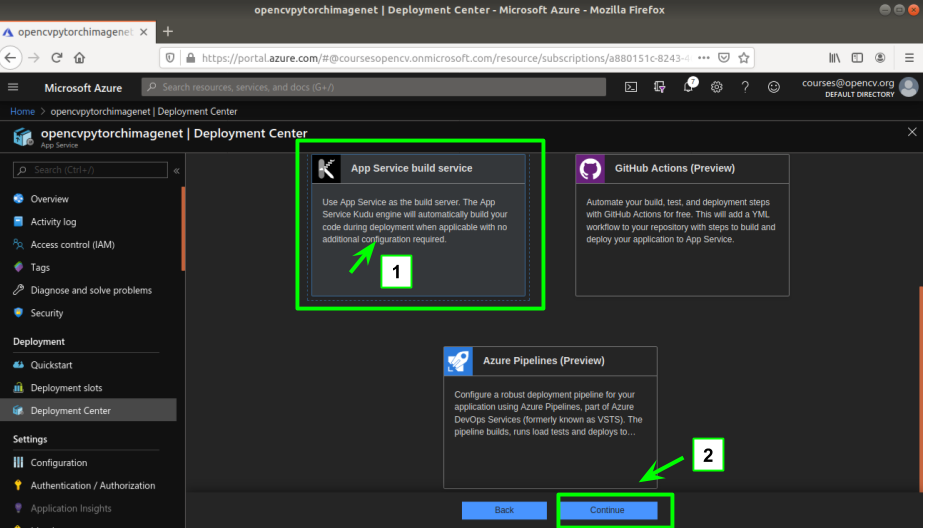 opencvpytorchimagenet | Deployment Center - Microsoft Azure - Mozilla Firefox
opencvpytorchimagenet
https://portal.azure.com/#@coursesopencv.onmicrosoft.com/resource/subscriptions/a880151c-8243-4
Microsoft Azure
Search resources, services, and docs (G+/)
7
courses@opencv.org
DEFAULT DIRECTORY
Home > opencvpytorchimagenet | Deployment Center
opencvpytorchimagenet | Deployment Center
App Service
Search (Ctrl+/)
Overview
Activity log
Access control (IAM)
Tags
Diagnose and solve problems
Security
Deployment
Quickstart
Deployment slots
Deployment Center
Settings
Configuration
Authentication / Authorization
Application Insights
App Service build service
Use App Service as the build server. The App
Service Kudu engine will automatically build your
code during deployment when applicable with no
additional configuration required.
1
GitHub Actions (Preview)
Automate your build, test, and deployment steps
with GitHub Actions for free. This will add a YML
workflow to your repository with steps to build and
deploy your application to App Service.
Azure Pipelines (Preview)
Configure a robust deployment pipeline for your
application using Azure Pipelines, part of Azure
DevOps Services (formerly known as VSTS). The
pipeline builds, runs load tests and deploys to...
2
Back
Continue